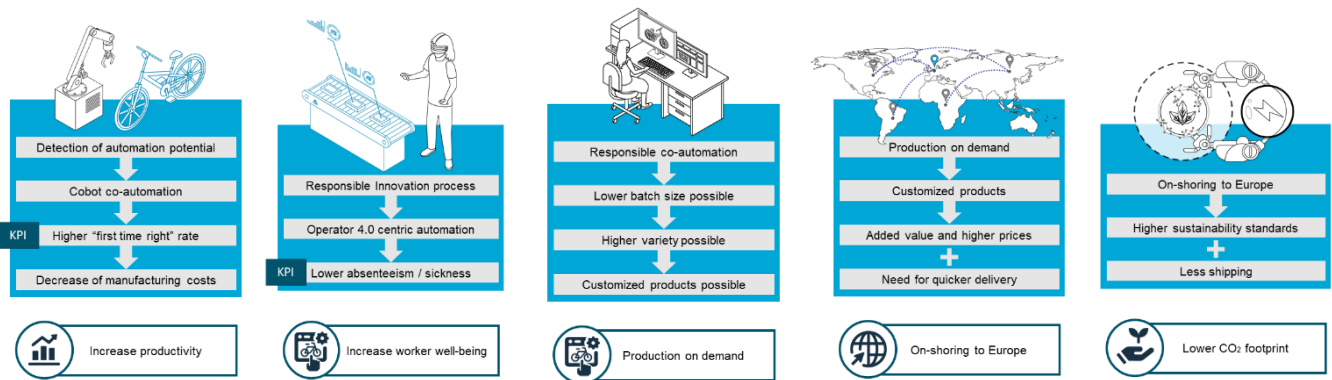 Detection of automation potential
Cobot co-automation
KPI
Higher “first time right” rate
Decrease of manufacturing costs
Increase productivity
Responsible Innovation process
Operator 4.0 centric automation
KPI
Lower absenteeism / sickness
Increase worker well-being
Responsible co-automation
Lower batch size possible
Higher variety possible
Customized products possible
Production on demand
Production on demand
Customized products
Added value and higher prices
Need for quicker delivery
On-shoring to Europe
On-shoring to Europe
Higher sustainability standards
Less shipping
Lower CO₂ footprint